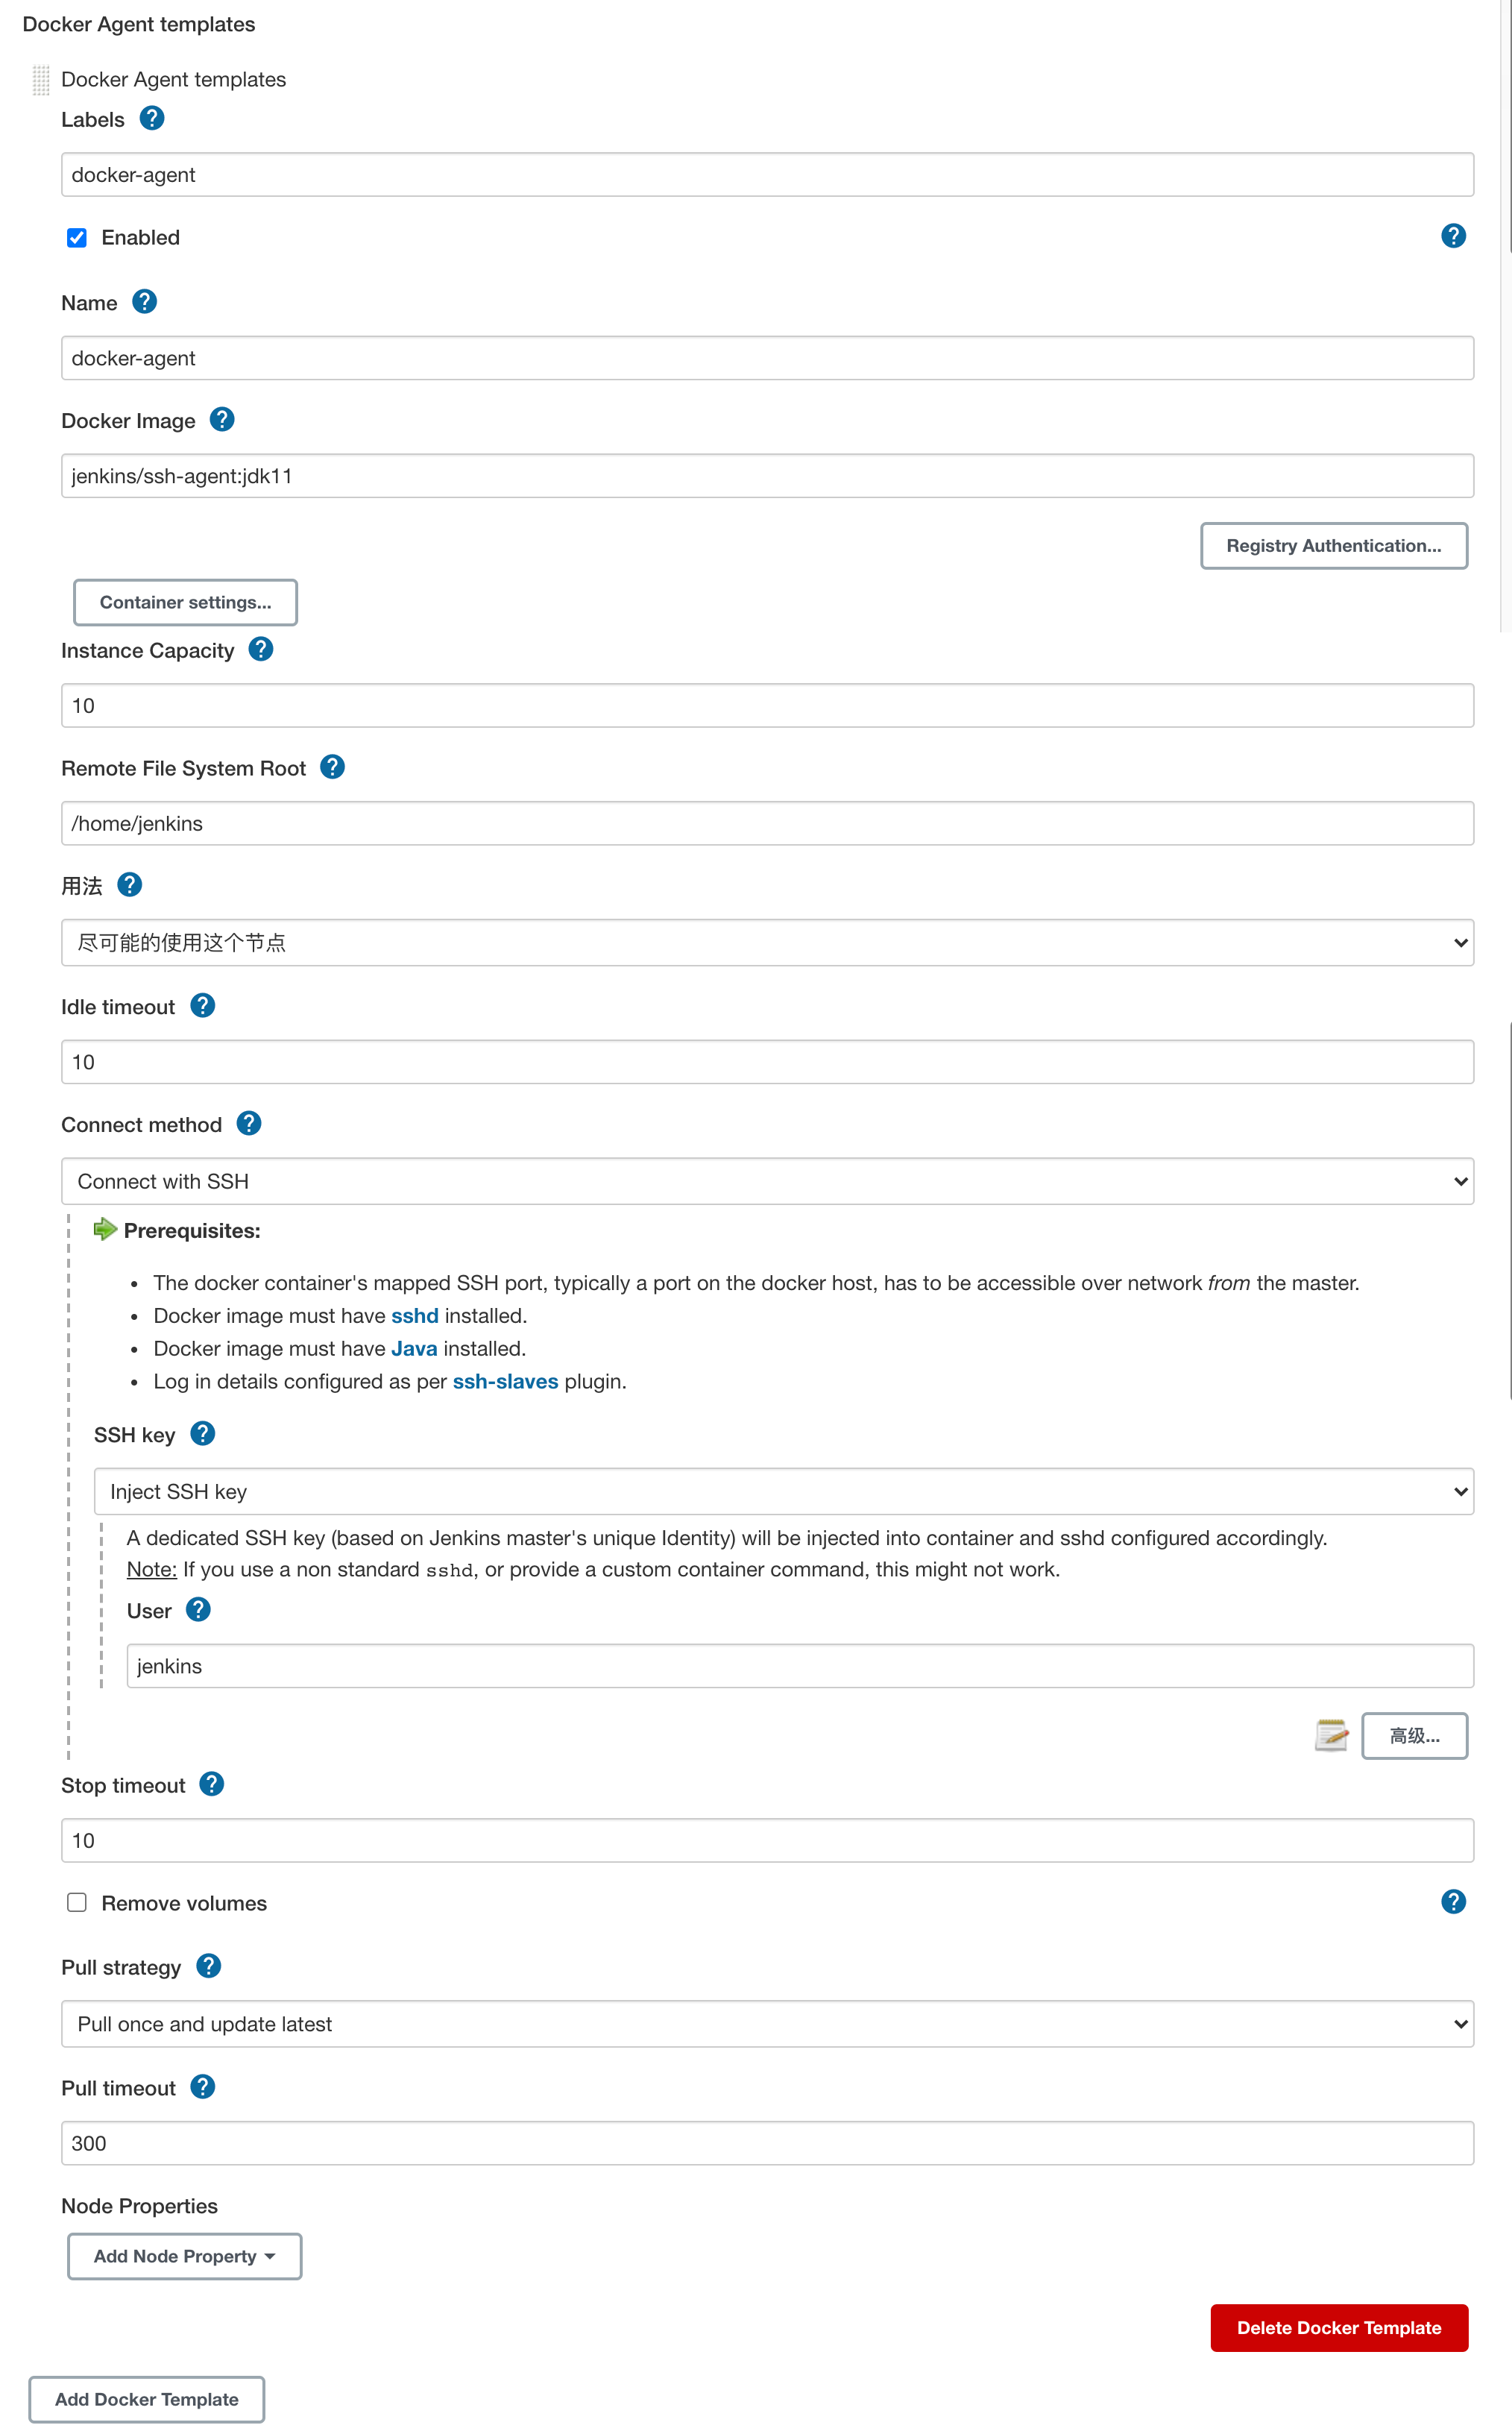 Docker Agent templates
Docker Agent templates
Labels ?
docker-agent
Enabled ?
Name ?
docker-agent
Docker Image ?
jenkins/ssh-agent:jdk11
Registry Authentication...
Container settings...
Instance Capacity ?
10
Remote File System Root ?
/home/jenkins
用法 ?
尽可能的使用这个节点
Idle timeout ?
10
Connect method ?
Connect with SSH
Prerequisites:
• The docker container's mapped SSH port, typically a port on the docker host, has to be accessible over network from the master.
• Docker image must have sshd installed.
• Docker image must have Java installed.
• Log in details configured as per ssh-slaves plugin.
SSH key ?
Inject SSH key
A dedicated SSH key (based on Jenkins master's unique Identity) will be injected into container and sshd configured accordingly.
Note: If you use a non standard sshd, or provide a custom container command, this might not work.
User ?
jenkins
高级...
Stop timeout ?
10
Remove volumes ?
Pull strategy ?
Pull once and update latest
Pull timeout ?
300
Node Properties
Add Node Property
Delete Docker Template
Add Docker Template